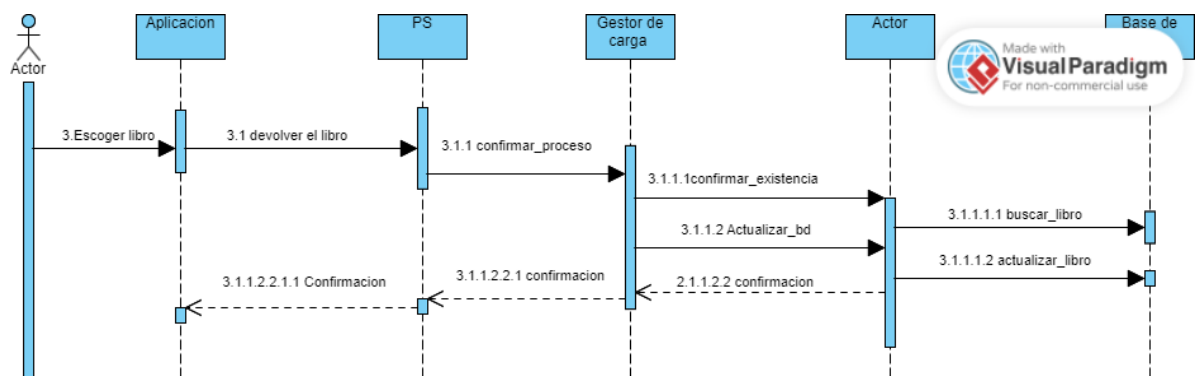 Aplicacion
PS
Gestor de
carga
Actor
Base de
Actor
Made with
Visual Paradigm
For non-commercial use
3.Escoger libro
3.1 devolver el libro
3.1.1 confirmar_proceso
3.1.1.1confirmar_existencia
3.1.1.1.1 buscar_libro
3.1.1.2 Actualizar_bd
3.1.1.1.2 actualizar_libro
3.1.1.2.2.1.1 Confirmacion
3.1.1.2.2.1 confirmacion
2.1.1.2.2 confirmacion